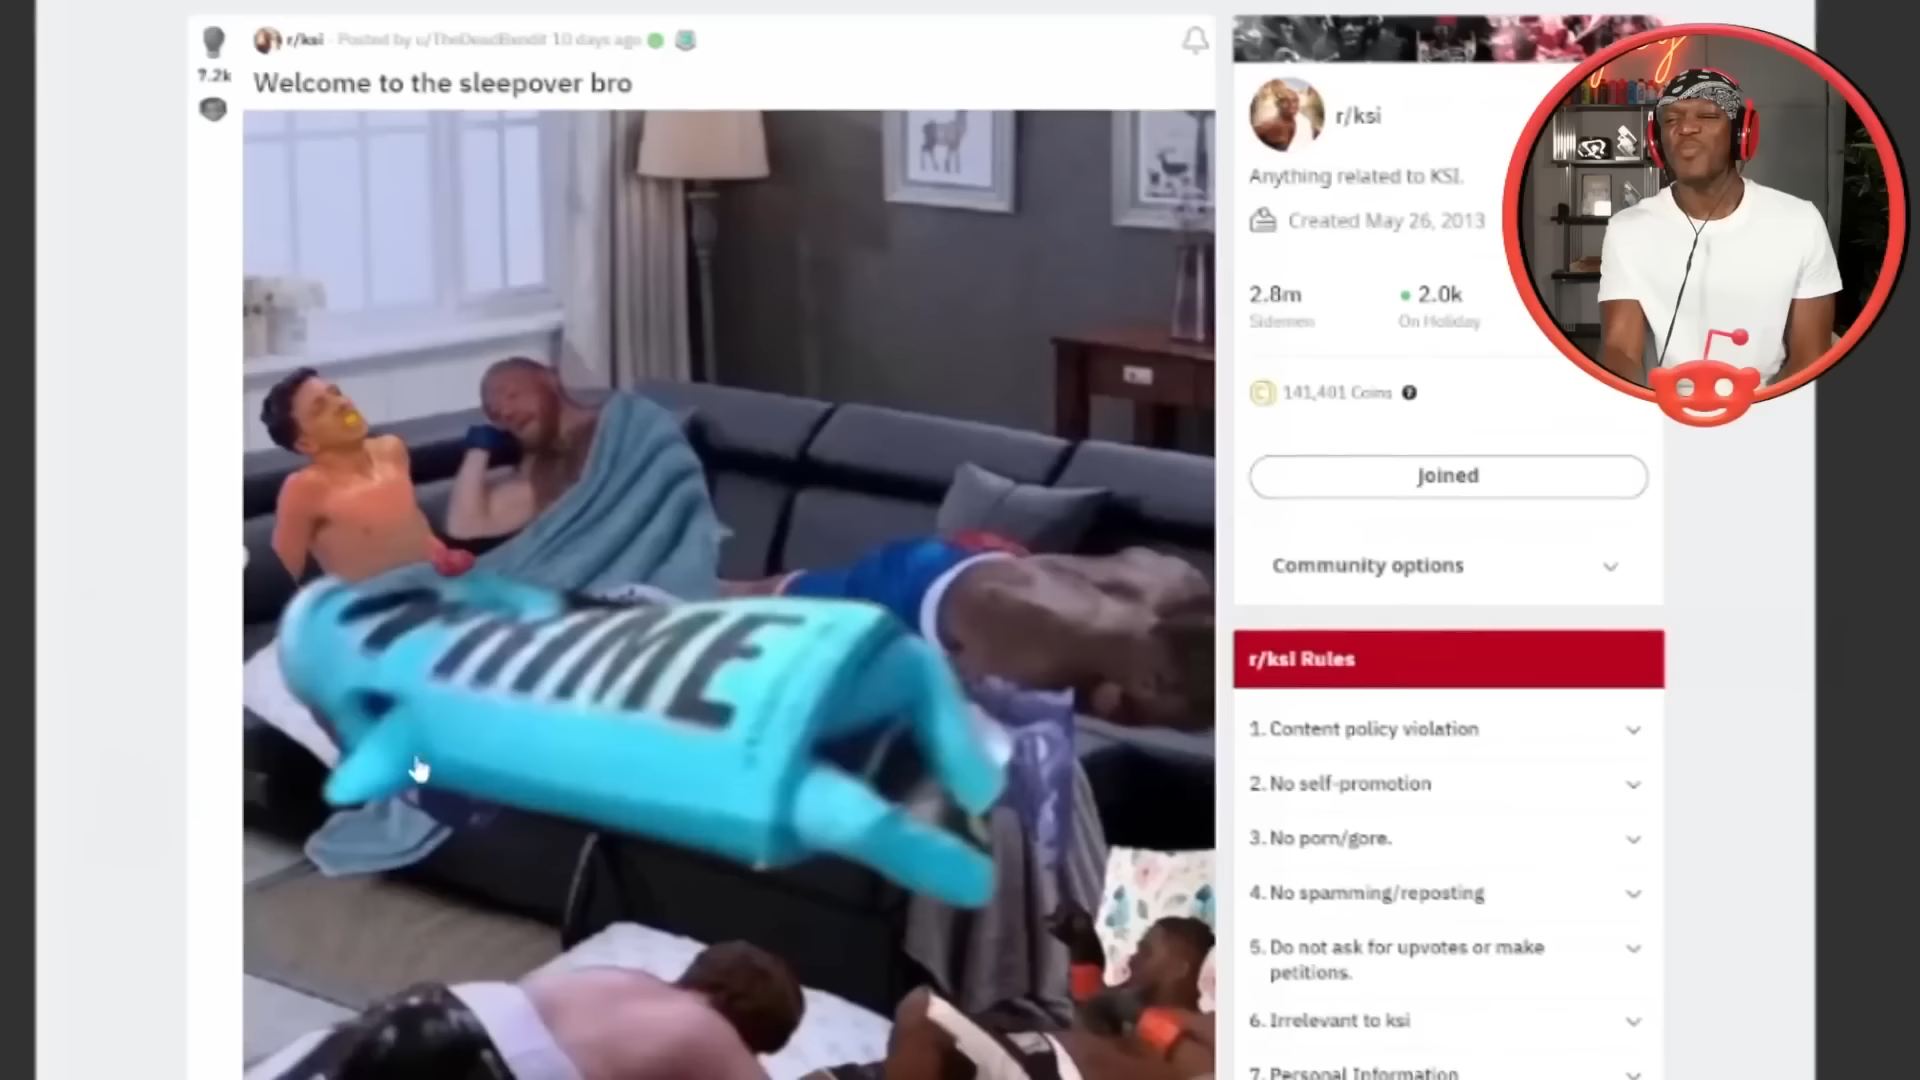 r/ksi · Posted by u/TheDeadBendit 10 days ago
7.2k
Welcome to the sleepover bro
PRIME
r/ksi
Anything related to KSI.
Created May 26, 2013
2.8m
2.0k
Sidemen
On Holiday
141,401 Coins
Joined
Community options
r/ksi Rules
1. Content policy violation
2. No self-promotion
3. No porn/gore.
4. No spamming/reposting
5. Do not ask for upvotes or make
petitions.
6. Irrelevant to ksi
7. Personal Information